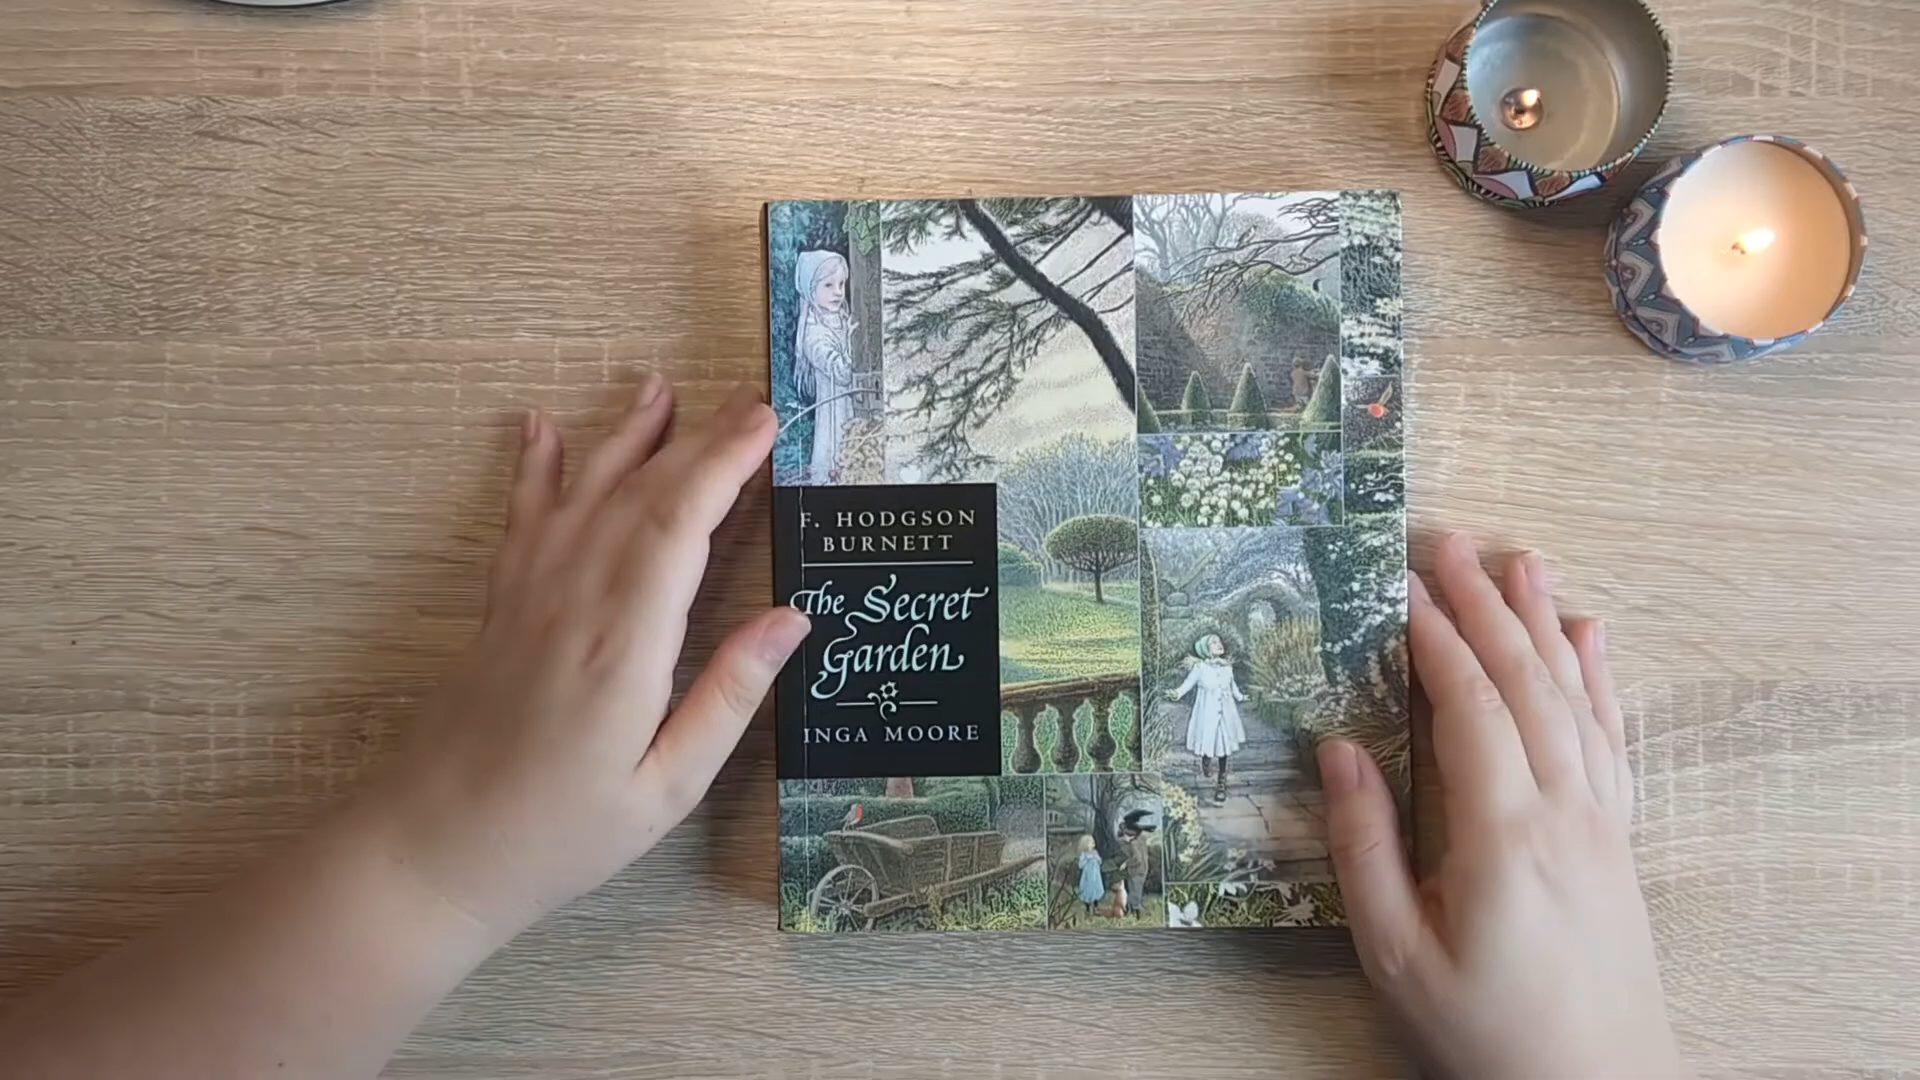 F. HODGSON
BURNETT
The Secret
Garden
INGA MOORE